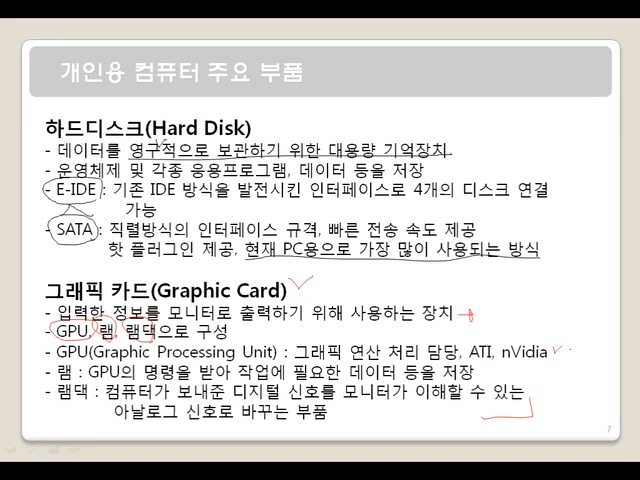 개인용 컴퓨터 주요 부품
하드디스크(Hard Disk)
- 데이터를 영구적으로 보관하기 위한 대용량 기억장치
- 운영체제 및 각종 응용프로그램, 데이터 등을 저장
- E-IDE : 기존 IDE 방식을 발전시킨 인터페이스로 4개의 디스크 연결
가능
- SATA : 직렬방식의 인터페이스 규격, 빠른 전송 속도 제공
핫 플러그인 제공, 현재 PC용으로 가장 많이 사용되는 방식
그래픽 카드(Graphic Card)
- 입력한 정보를 모니터로 출력하기 위해 사용하는 장치
- GPU, 램, 램댁으로 구성
- GPU(Graphic Processing Unit) : 그래픽 연산 처리 담당, ATI, nVidia
- 램 : GPU의 명령을 받아 작업에 필요한 데이터 등을 저장
- 램댁 : 컴퓨터가 보내준 디지털 신호를 모니터가 이해할 수 있는
아날로그 신호로 바꾸는 부품
7